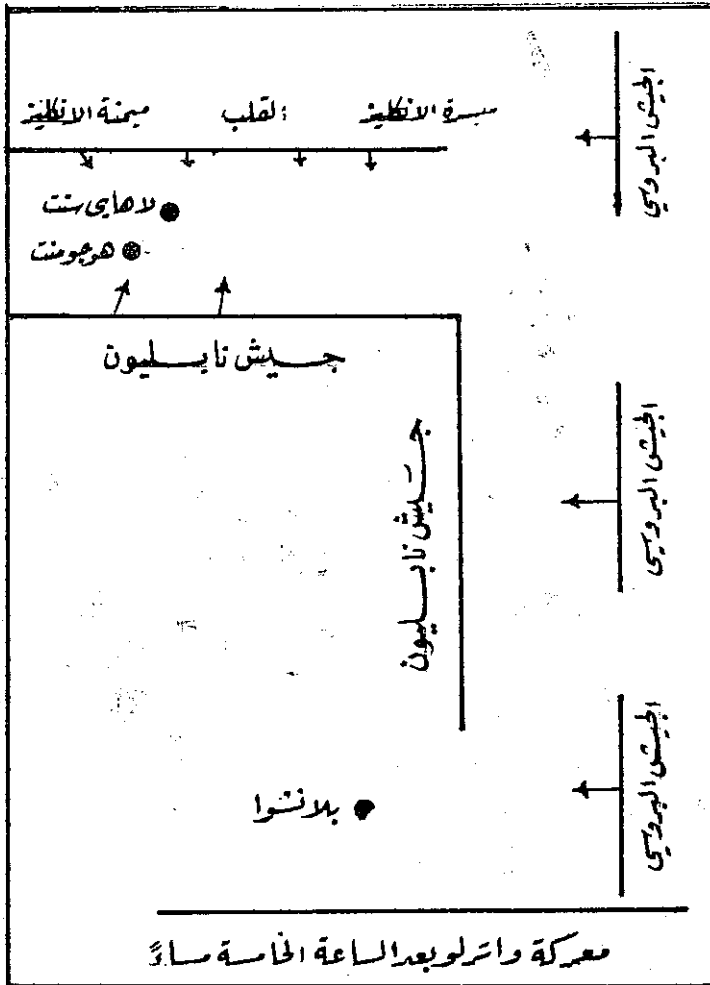 ميسرة الانكليز
القلب
ميمنة الانكليز
الجيش البروسي
لاهاي سنت
هوجومنت
جيش نابليون
جيش نابليون
الجيش البروسي
بلانشوا
الجيش البروسي
معركة واترلو بعد الساعة الخامسة مساءً